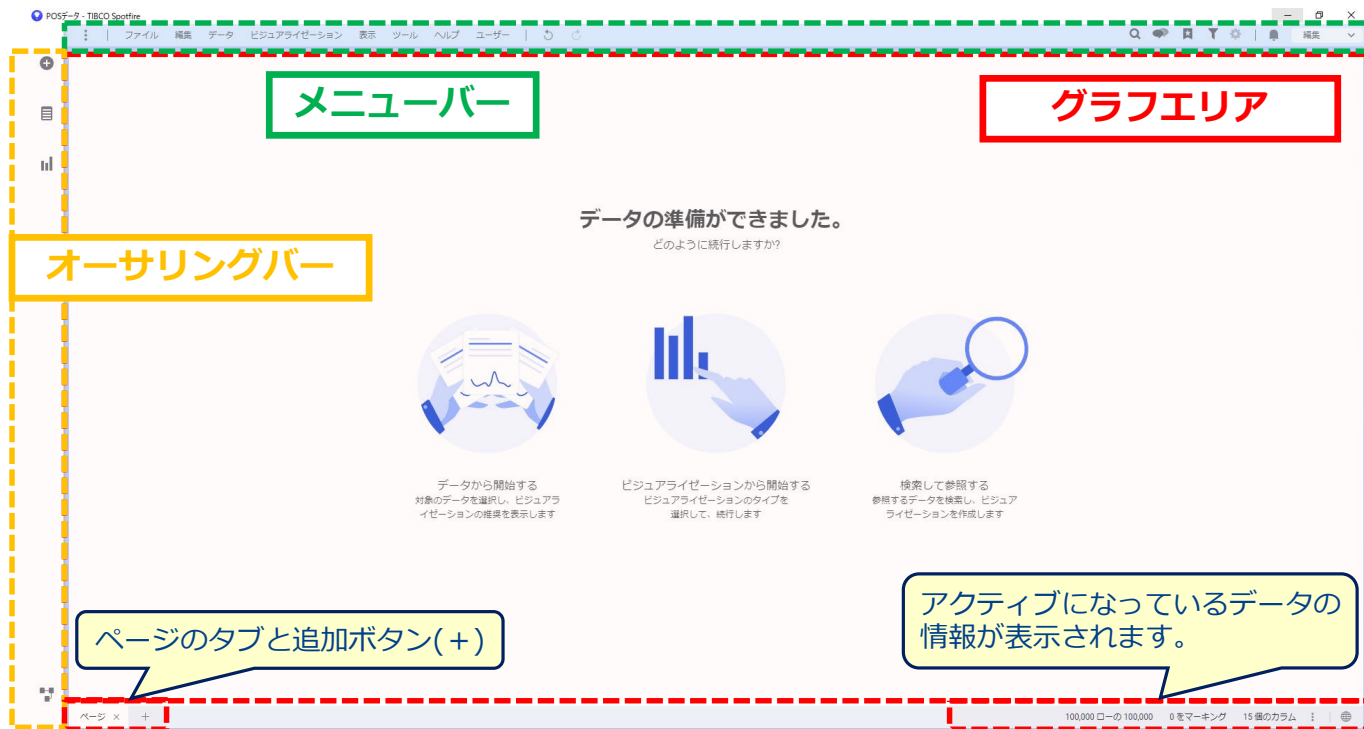 POSデータ - TIBCO Spotfire
ファイル 編集 データ ビジュアライゼーション 表示 ツール ヘルプ ユーザー 編集
メニューバー
グラフエリア
データの準備ができました。
どのように続行しますか?
オーサリングバー
データから開始する
対象のデータを選択し、ビジュアラ
イゼーションの推奨を表示します
ビジュアライゼーションから開始する
ビジュアライゼーションのタイプを
選択して、続行します
検索して参照する
参照するデータを検索し、ビジュア
ライゼーションを作成します
ページのタブと追加ボタン(+)
アクティブになっているデータの
情報が表示されます。
ページ × +
100,000 ローの 100,000 0 をマーキング 15 個のカラム